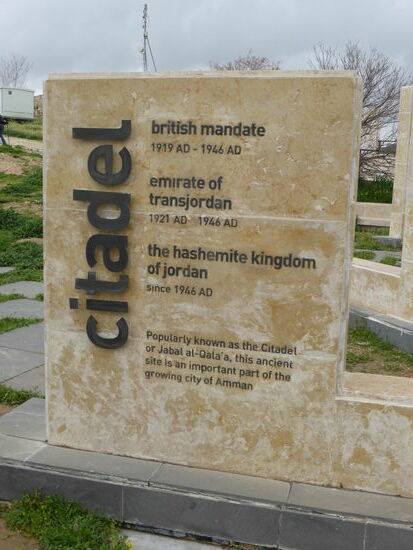 citadel
british mandate
1919 AD - 1946 AD
emirate of
transjordan
1921 AD - 1946 AD
the hashemite kingdom
of jordan
since 1946 AD
Popularly known as the Citadel
or Jabal al-Qala'a, this ancient
site is an important part of the
growing city of Amman